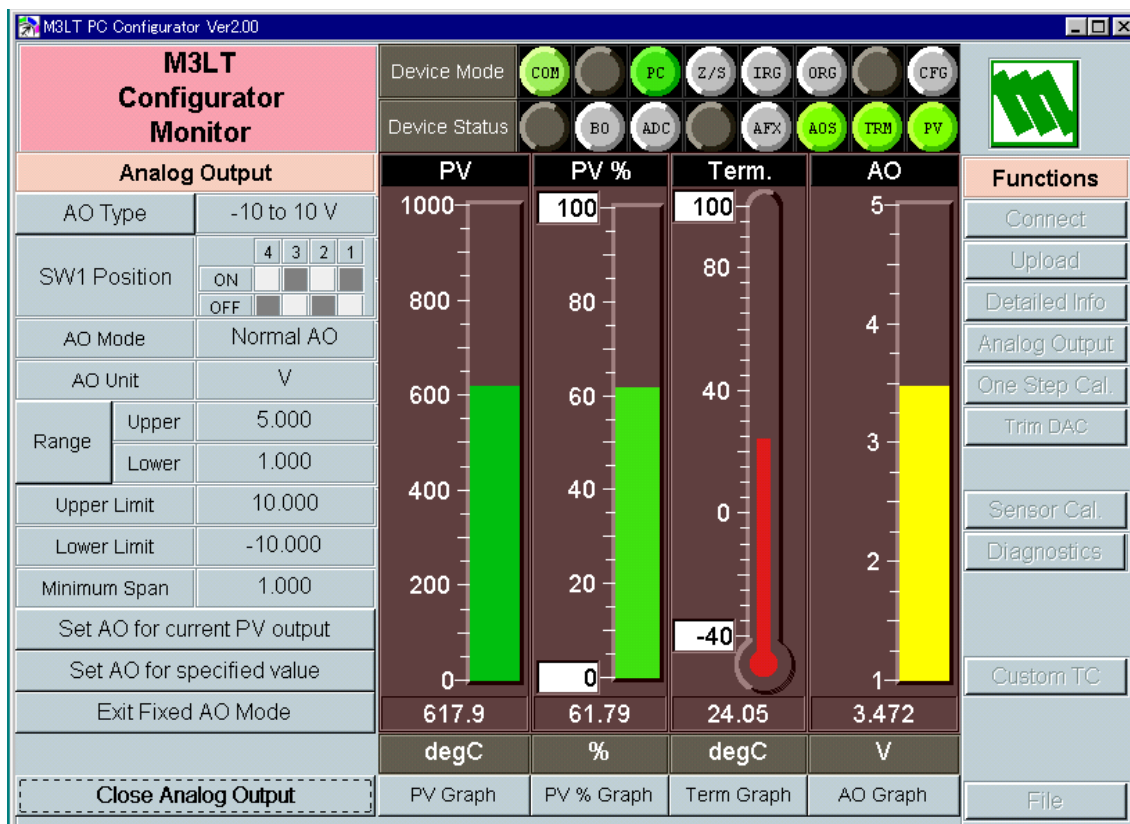 M3LT PC Configurator Ver2.00
M3LT
Configurator
Monitor
Device Mode COM PC Z/S IRG ORG CFG
Device Status BO ADC AFX AOS TRM PV
Analog Output
AO Type -10 to 10 V
SW1 Position
4 3 2 1
ON
OFF
AO Mode Normal AO
AO Unit V
Range
Upper 5.000
Lower 1.000
Upper Limit 10.000
Lower Limit -10.000
Minimum Span 1.000
Set AO for current PV output
Set AO for specified value
Exit Fixed AO Mode
Close Analog Output
PV
1000
800
600
400
200
0
617.9
degC
PV Graph
PV %
100
80
60
40
20
0
61.79
%
PV % Graph
Term.
100
80
40
0
-40
24.05
degC
Term Graph
AO
5
4
3
2
1
3.472
V
AO Graph
Functions
Connect
Upload
Detailed Info
Analog Output
One Step Cal.
Trim DAC
Sensor Cal.
Diagnostics
Custom TC
File